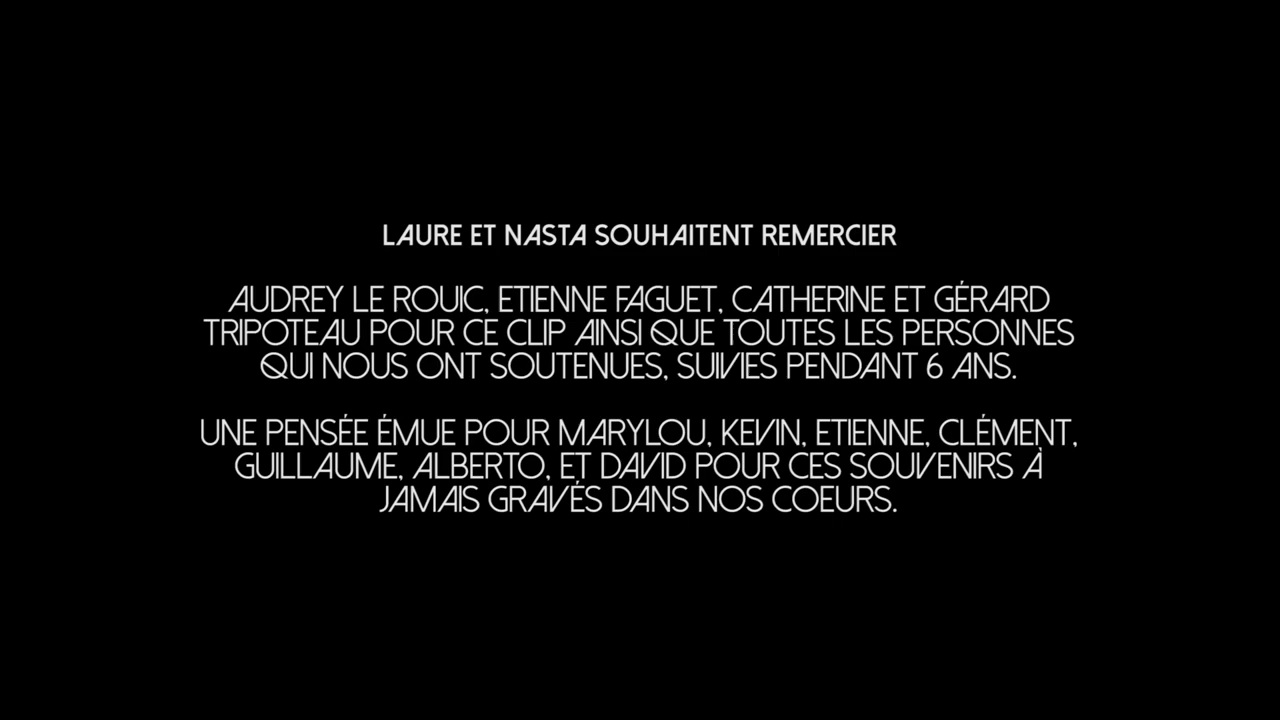 LAURE ET NASTA SOUHAITENT REMERCIER
AUDREY LE ROUIC, ETIENNE FAGUET, CATHERINE ET GÉRARD
TRIPOTEAU POUR CE CLIP AINSI QUE TOUTES LES PERSONNES
QUI NOUS ONT SOUTENUES, SUIVIES PENDANT 6 ANS.
UNE PENSÉE ÉMUE POUR MARYLOU, KEVIN, ETIENNE, CLÉMENT,
GUILLAUME, ALBERTO, ET DAVID POUR CES SOUVENIRS À
JAMAIS GRAVÉS DANS NOS COEURS.